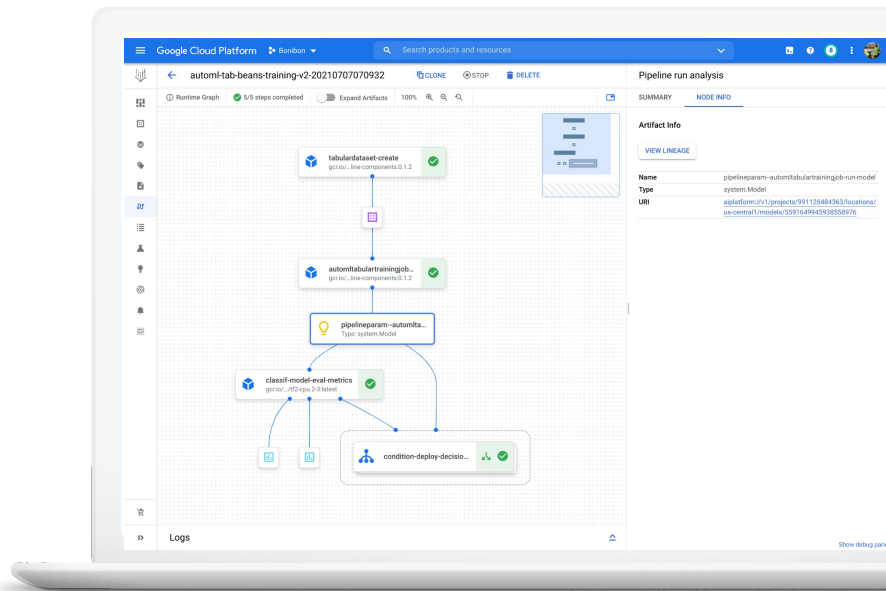 Google Cloud Platform
Bonibon
Search products and resources
automl-tab-beans-training-v2-20210707070932
CLONE
STOP
DELETE
Pipeline run analysis
Runtime Graph
5/5 steps completed
Expand Artifacts
100%
SUMMARY
NODE INFO
Artifact Info
VIEW LINEAGE
Name
pipelineparam--automltabulartrainingjob-run-model
Type
system.Model
URI
aiplatform://v1/projects/991126484363/locations/
us-central1/models/5591649945938558976
tabulardataset-create
gcr.io/...line-components:0.1.2
automltabulartrainingjob...
gcr.io/...line-components:0.1.2
pipelineparam--automlta...
Type: system.Model
classif-model-eval-metrics
gcr.io/.../tf2-cpu.2-3:latest
condition-deploy-decisio...
Logs
Show debug pane